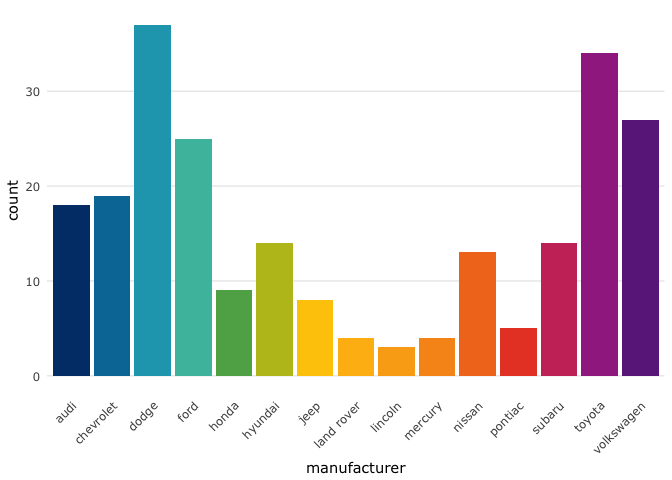 count
30
20
10
0
audi
chevrolet
dodge
ford
honda
hyundai
jeep
land rover
lincoln
mercury
nissan
pontiac
subaru
toyota
volkswagen
manufacturer